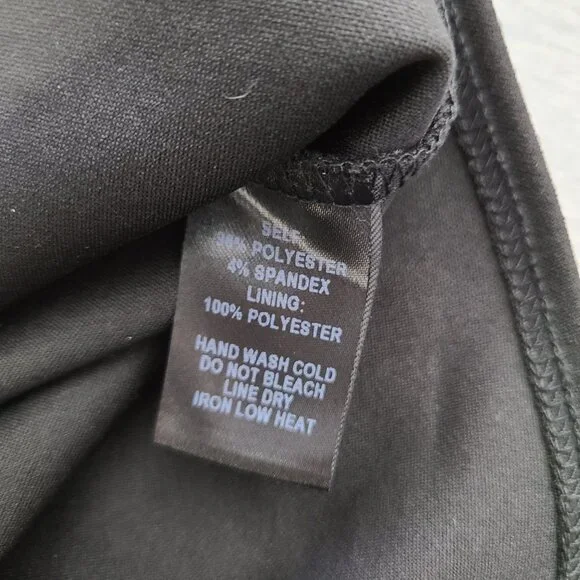 SELF:
POLYESTER
4% SPANDEX
LINING:
100% POLYESTER
HAND WASH COLD
DO NOT BLEACH
LINE DRY
IRON LOW HEAT